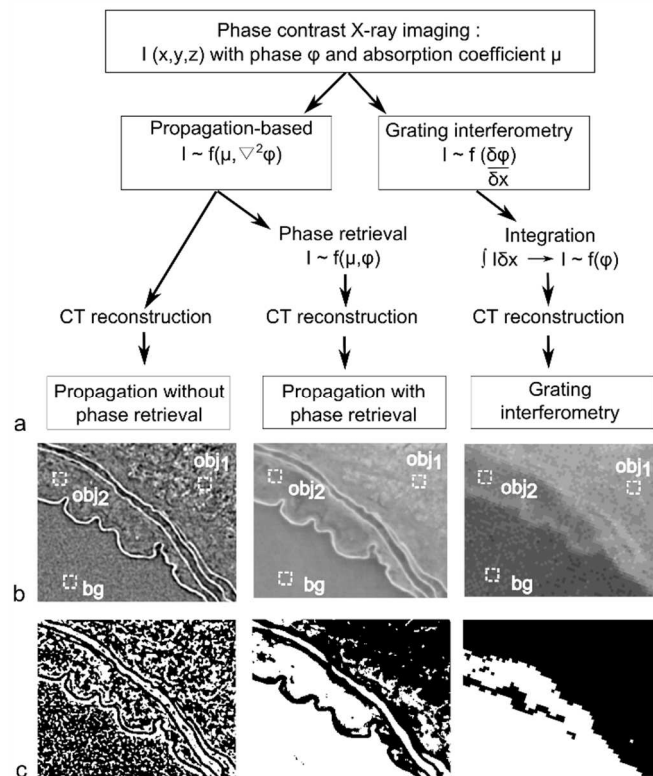 Phase contrast X-ray imaging :
I (x,y,z) with phase φ and absorption coefficient μ
Propagation-based
I ~ f(μ, ▽²φ)
Grating interferometry
I ~ f (δφ)
δx
Phase retrieval
I ~ f(μ,φ)
Integration
∫ Iδx → I ~ f(φ)
CT reconstruction
CT reconstruction
CT reconstruction
Propagation without
phase retrieval
Propagation with
phase retrieval
Grating
interferometry
a
obj1
obj2
bg
obj1
obj2
bg
obj1
obj2
bg
b
c